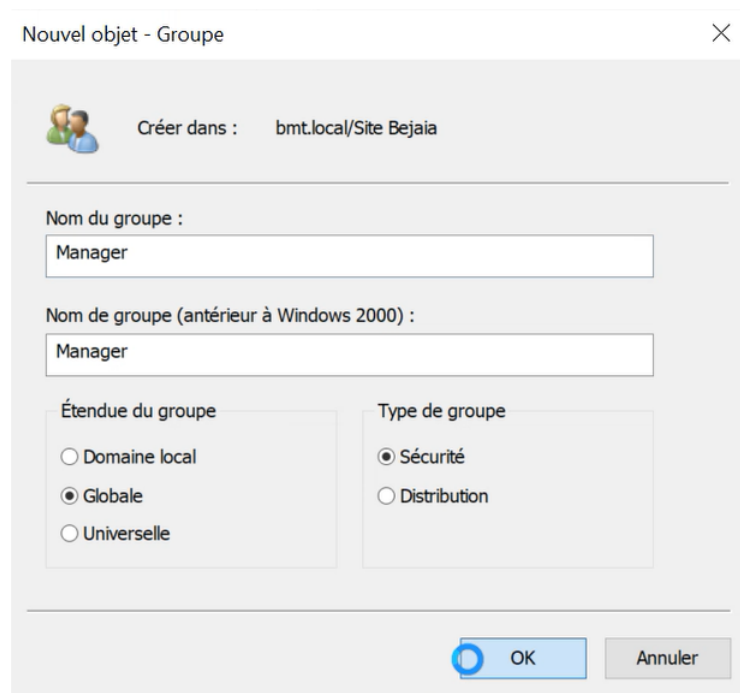 Nouvel objet - Groupe
Créer dans : bmt.local/Site Bejaia
Nom du groupe :
Manager
Nom de groupe (antérieur à Windows 2000) :
Manager
Étendue du groupe
Domaine local
Globale
Universelle
Type de groupe
Sécurité
Distribution
OK
Annuler